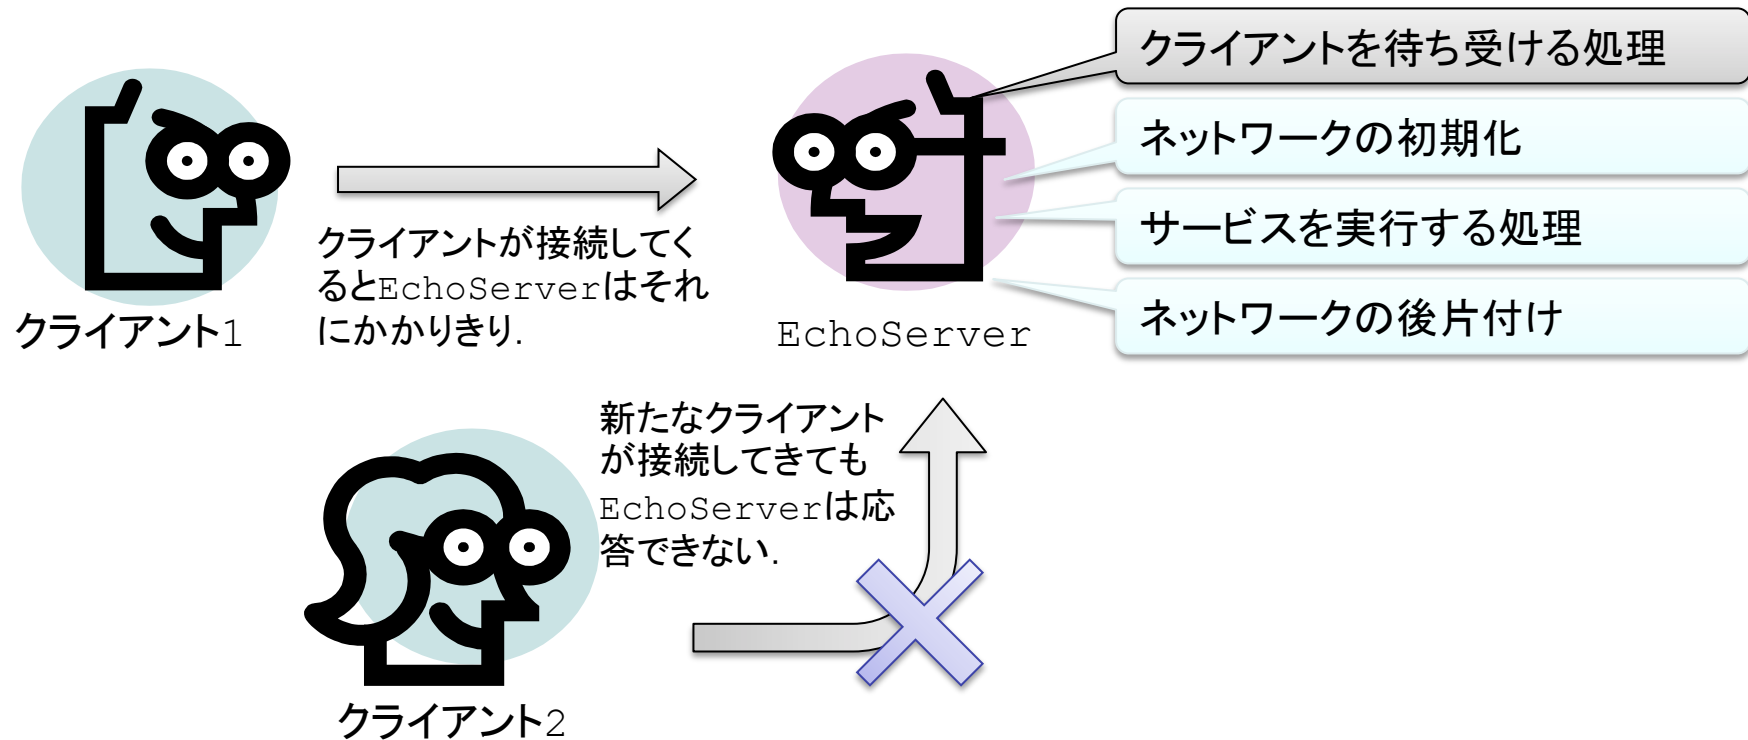 クライアントを待ち受ける処理
ネットワークの初期化
サービスを実行する処理
ネットワークの後片付け
クライアントが接続してく
るとEchoServerはそれ
にかかりきり.
クライアント1
EchoServer
新たなクライアント
が接続してきても
EchoServerは応
答できない.
クライアント2